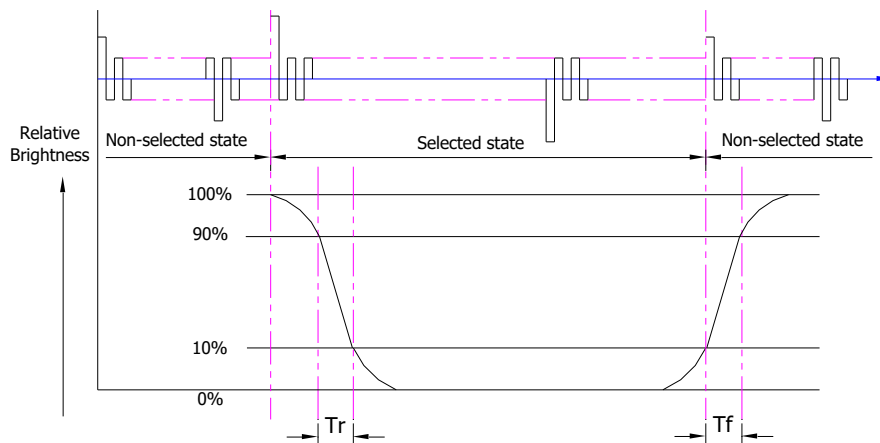 Relative
Brightness
Non-selected state
Selected state
Non-selected state
100%
90%
10%
0%
Tr
Tf